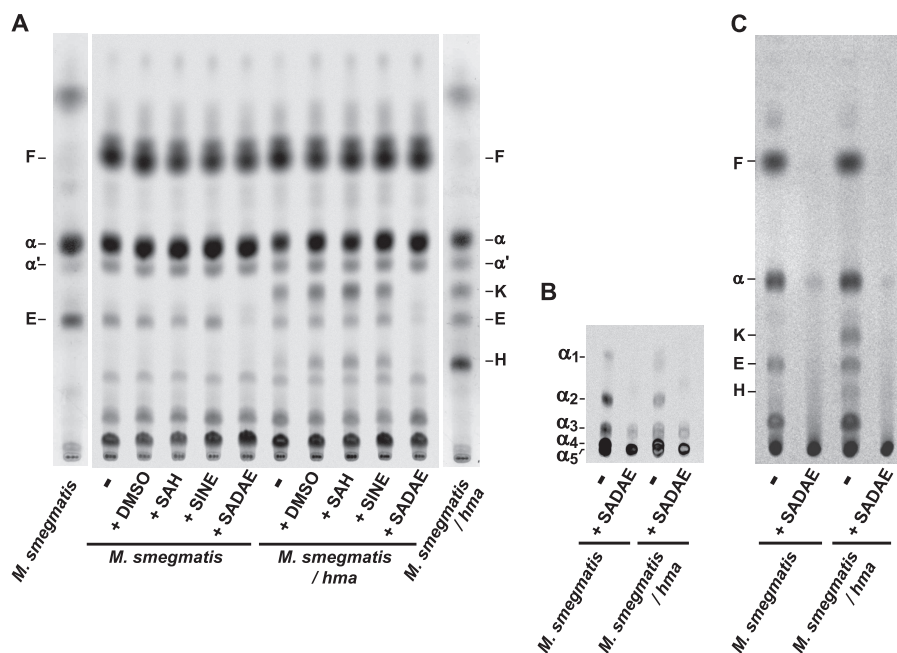 A
F
α
α'
E
F
α
α'
K
E
H
M. smegmatis
-
+ DMSO
+ SAH
+ SINE
+ SADAE
M. smegmatis
-
+ DMSO
+ SAH
+ SINE
+ SADAE
M. smegmatis
/ hma
M. smegmatis
/ hma
B
α1
α2
α3
α4
α5'
-
+ SADAE
-
+ SADAE
M. smegmatis
M. smegmatis
/ hma
C
F
α
K
E
H
-
+ SADAE
-
+ SADAE
M. smegmatis
M. smegmatis
/ hma